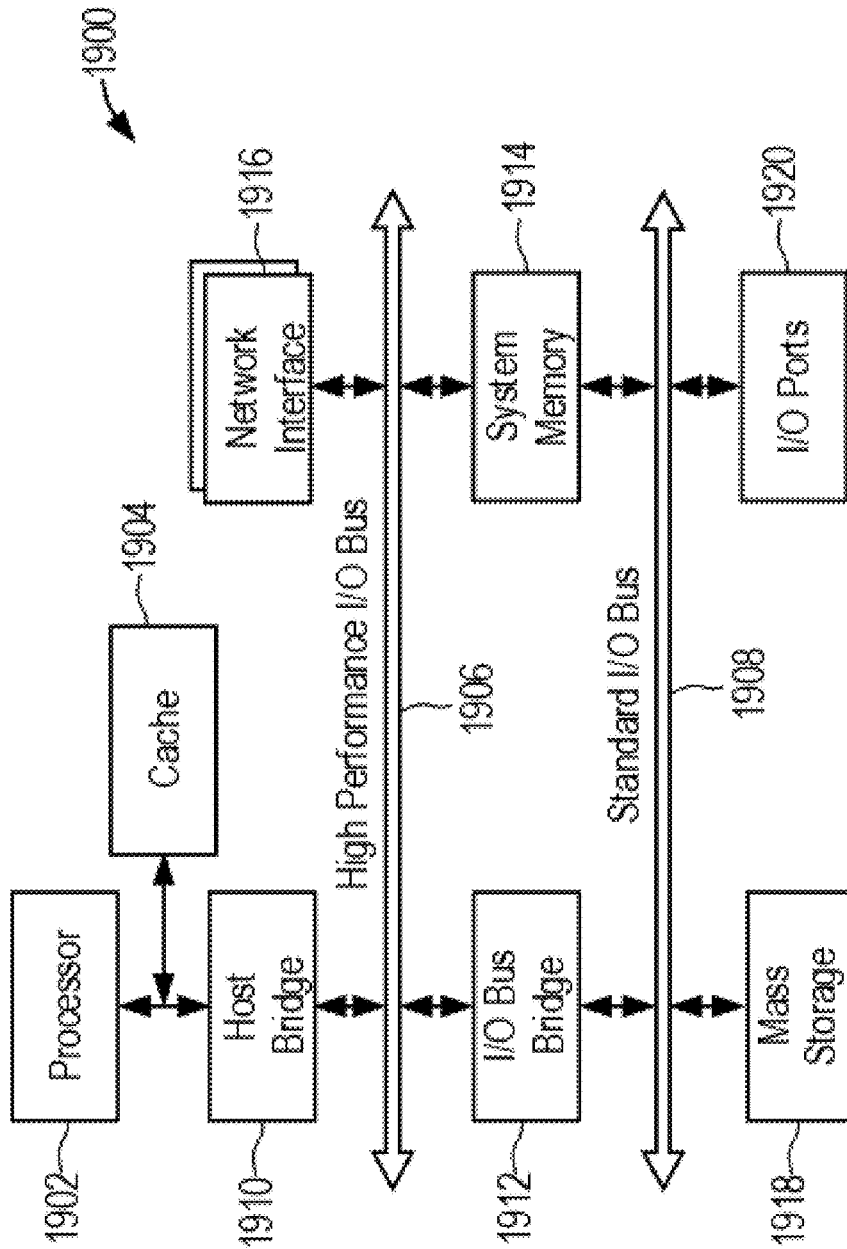 1900
1902
Processor
Cache
1904
1910
Host
Bridge
Network
Interface
1916
High Performance I/O Bus
1906
1912
I/O Bus
Bridge
System
Memory
1914
Standard I/O Bus
1908
1918
Mass
Storage
I/O Ports
1920